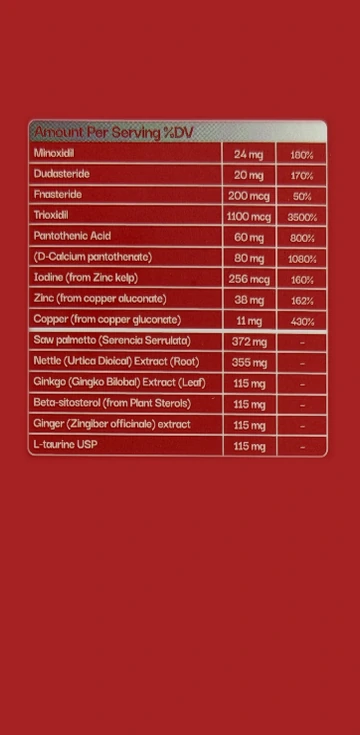 Amount Per Serving %DV
Minoxidil 24 mg 180%
Dudasteride 20 mg 170%
Fnasteride 200 mcg 50%
Trioxidil 1100 mcg 3500%
Pantothenic Acid 60 mg 800%
(D-Calcium pantothenate) 80 mg 1080%
Iodine (from Zinc kelp) 256 mcg 160%
Zinc (from copper aluconate) 38 mg 162%
Copper (from copper gluconate) 11 mg 430%
Saw palmetto (Serencia Serrulata) 372 mg –
Nettle (Urtica Dioical) Extract (Root) 355 mg –
Ginkgo (Gingko Bilobal) Extract (Leaf) 115 mg –
Beta-sitosterol (from Plant Sterols) 115 mg –
Ginger (Zingiber officinale) extract 115 mg –
L-taurine USP 115 mg –